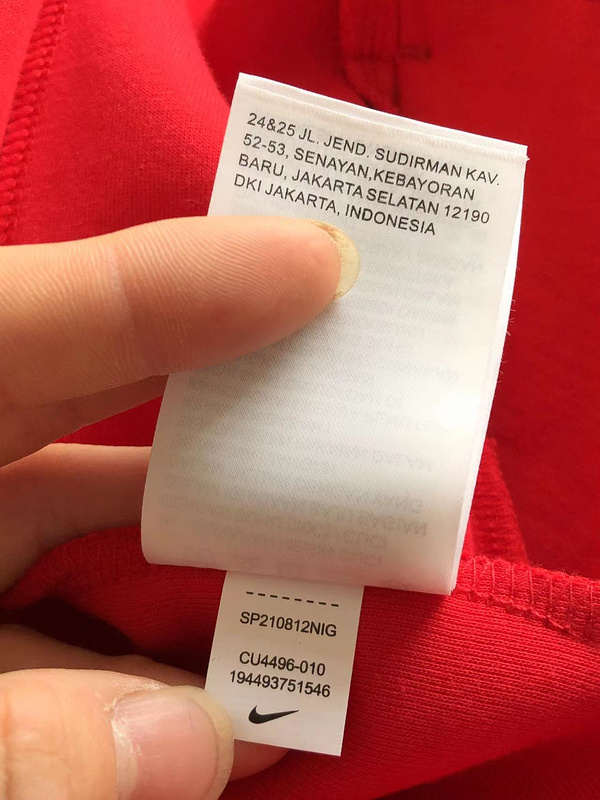 24&25 JL. JEND. SUDIRMAN KAV.
52-53, SENAYAN,KEBAYORAN
BARU, JAKARTA SELATAN 12190
DKI JAKARTA, INDONESIA
SP210812NIG
CU4496-010
194493751546